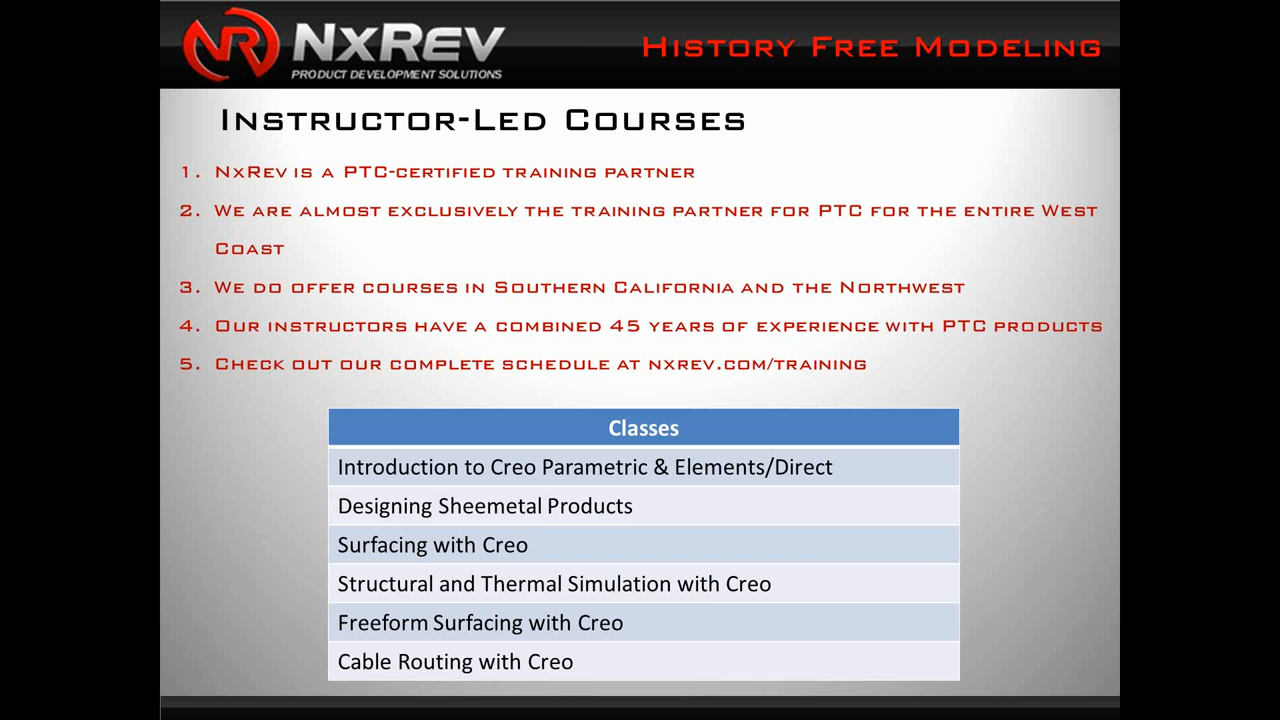 NR NxRev
PRODUCT DEVELOPMENT SOLUTIONS
History Free Modeling
Instructor-Led Courses
1. NxRev is a PTC-certified training partner
2. We are almost exclusively the training partner for PTC for the entire West
Coast
3. We do offer courses in Southern California and the Northwest
4. Our instructors have a combined 45 years of experience with PTC products
5. Check out our complete schedule at nxrev.com/training
Classes
Introduction to Creo Parametric & Elements/Direct
Designing Sheemetal Products
Surfacing with Creo
Structural and Thermal Simulation with Creo
Freeform Surfacing with Creo
Cable Routing with Creo